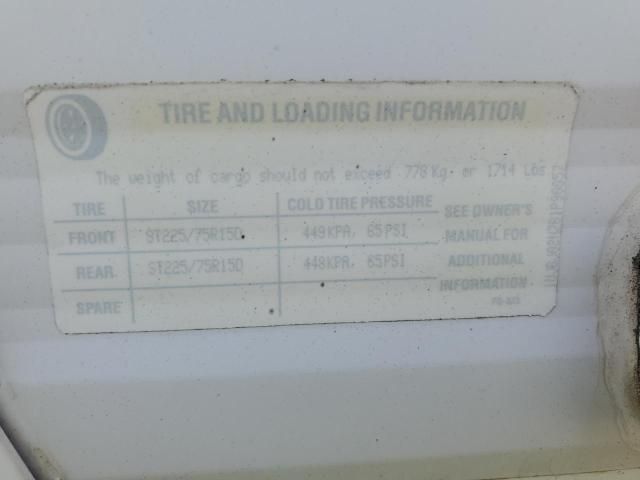 TIRE AND LOADING INFORMATION
The weight of cargo should not exceed 778 Kg. or 1714 Lbs
TIRE SIZE COLD TIRE PRESSURE SEE OWNER'S MANUAL FOR ADDITIONAL INFORMATION
FRONT ST225/75R15D 449KPA, 65PSI
REAR ST225/75R15D 448KPA, 65PSI
SPARE